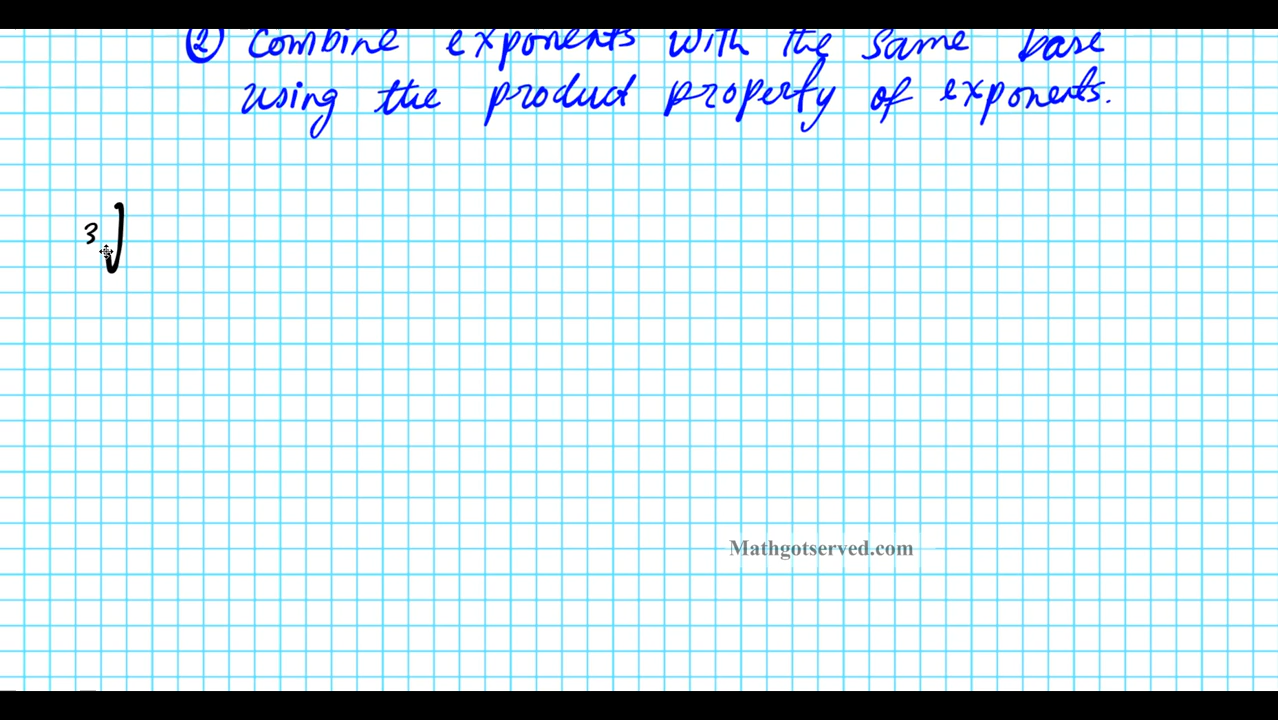 ② Combine exponents with the same base
using the product property of exponents.
3√
Mathgotserved.com